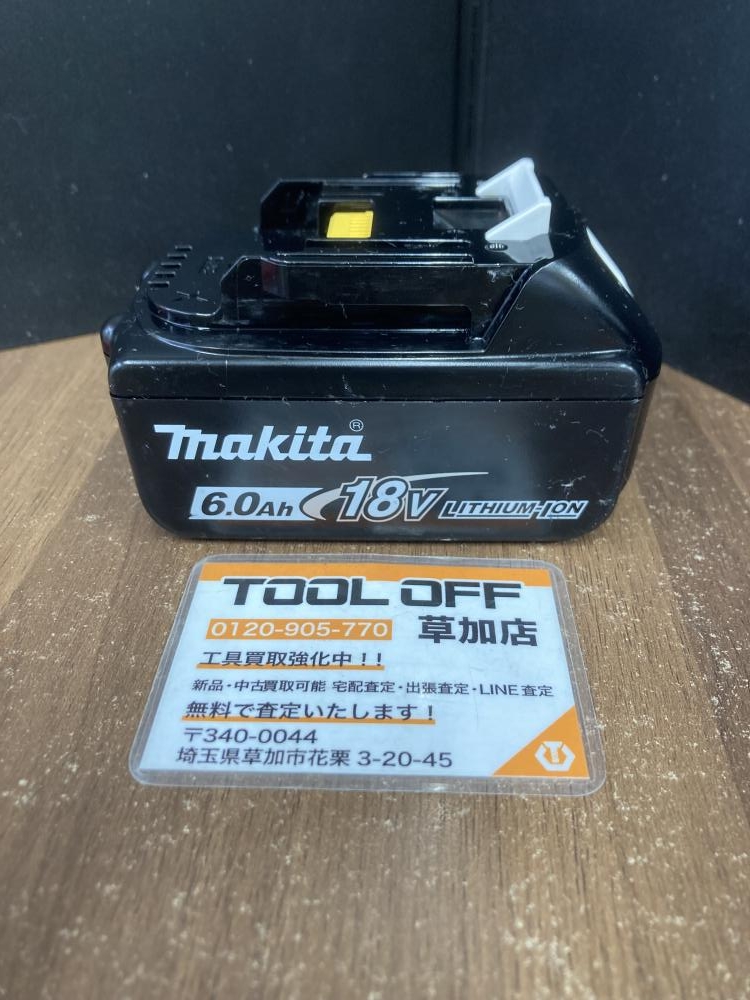 makita®
6.0Ah 18V LITHIUM-ION
TOOL OFF
0120-905-770 草加店
工具買取強化中!!
新品・中古買取可能 宅配査定・出張査定・LINE査定
無料で査定いたします!
〒340-0044
埼玉県草加市花栗 3-20-45